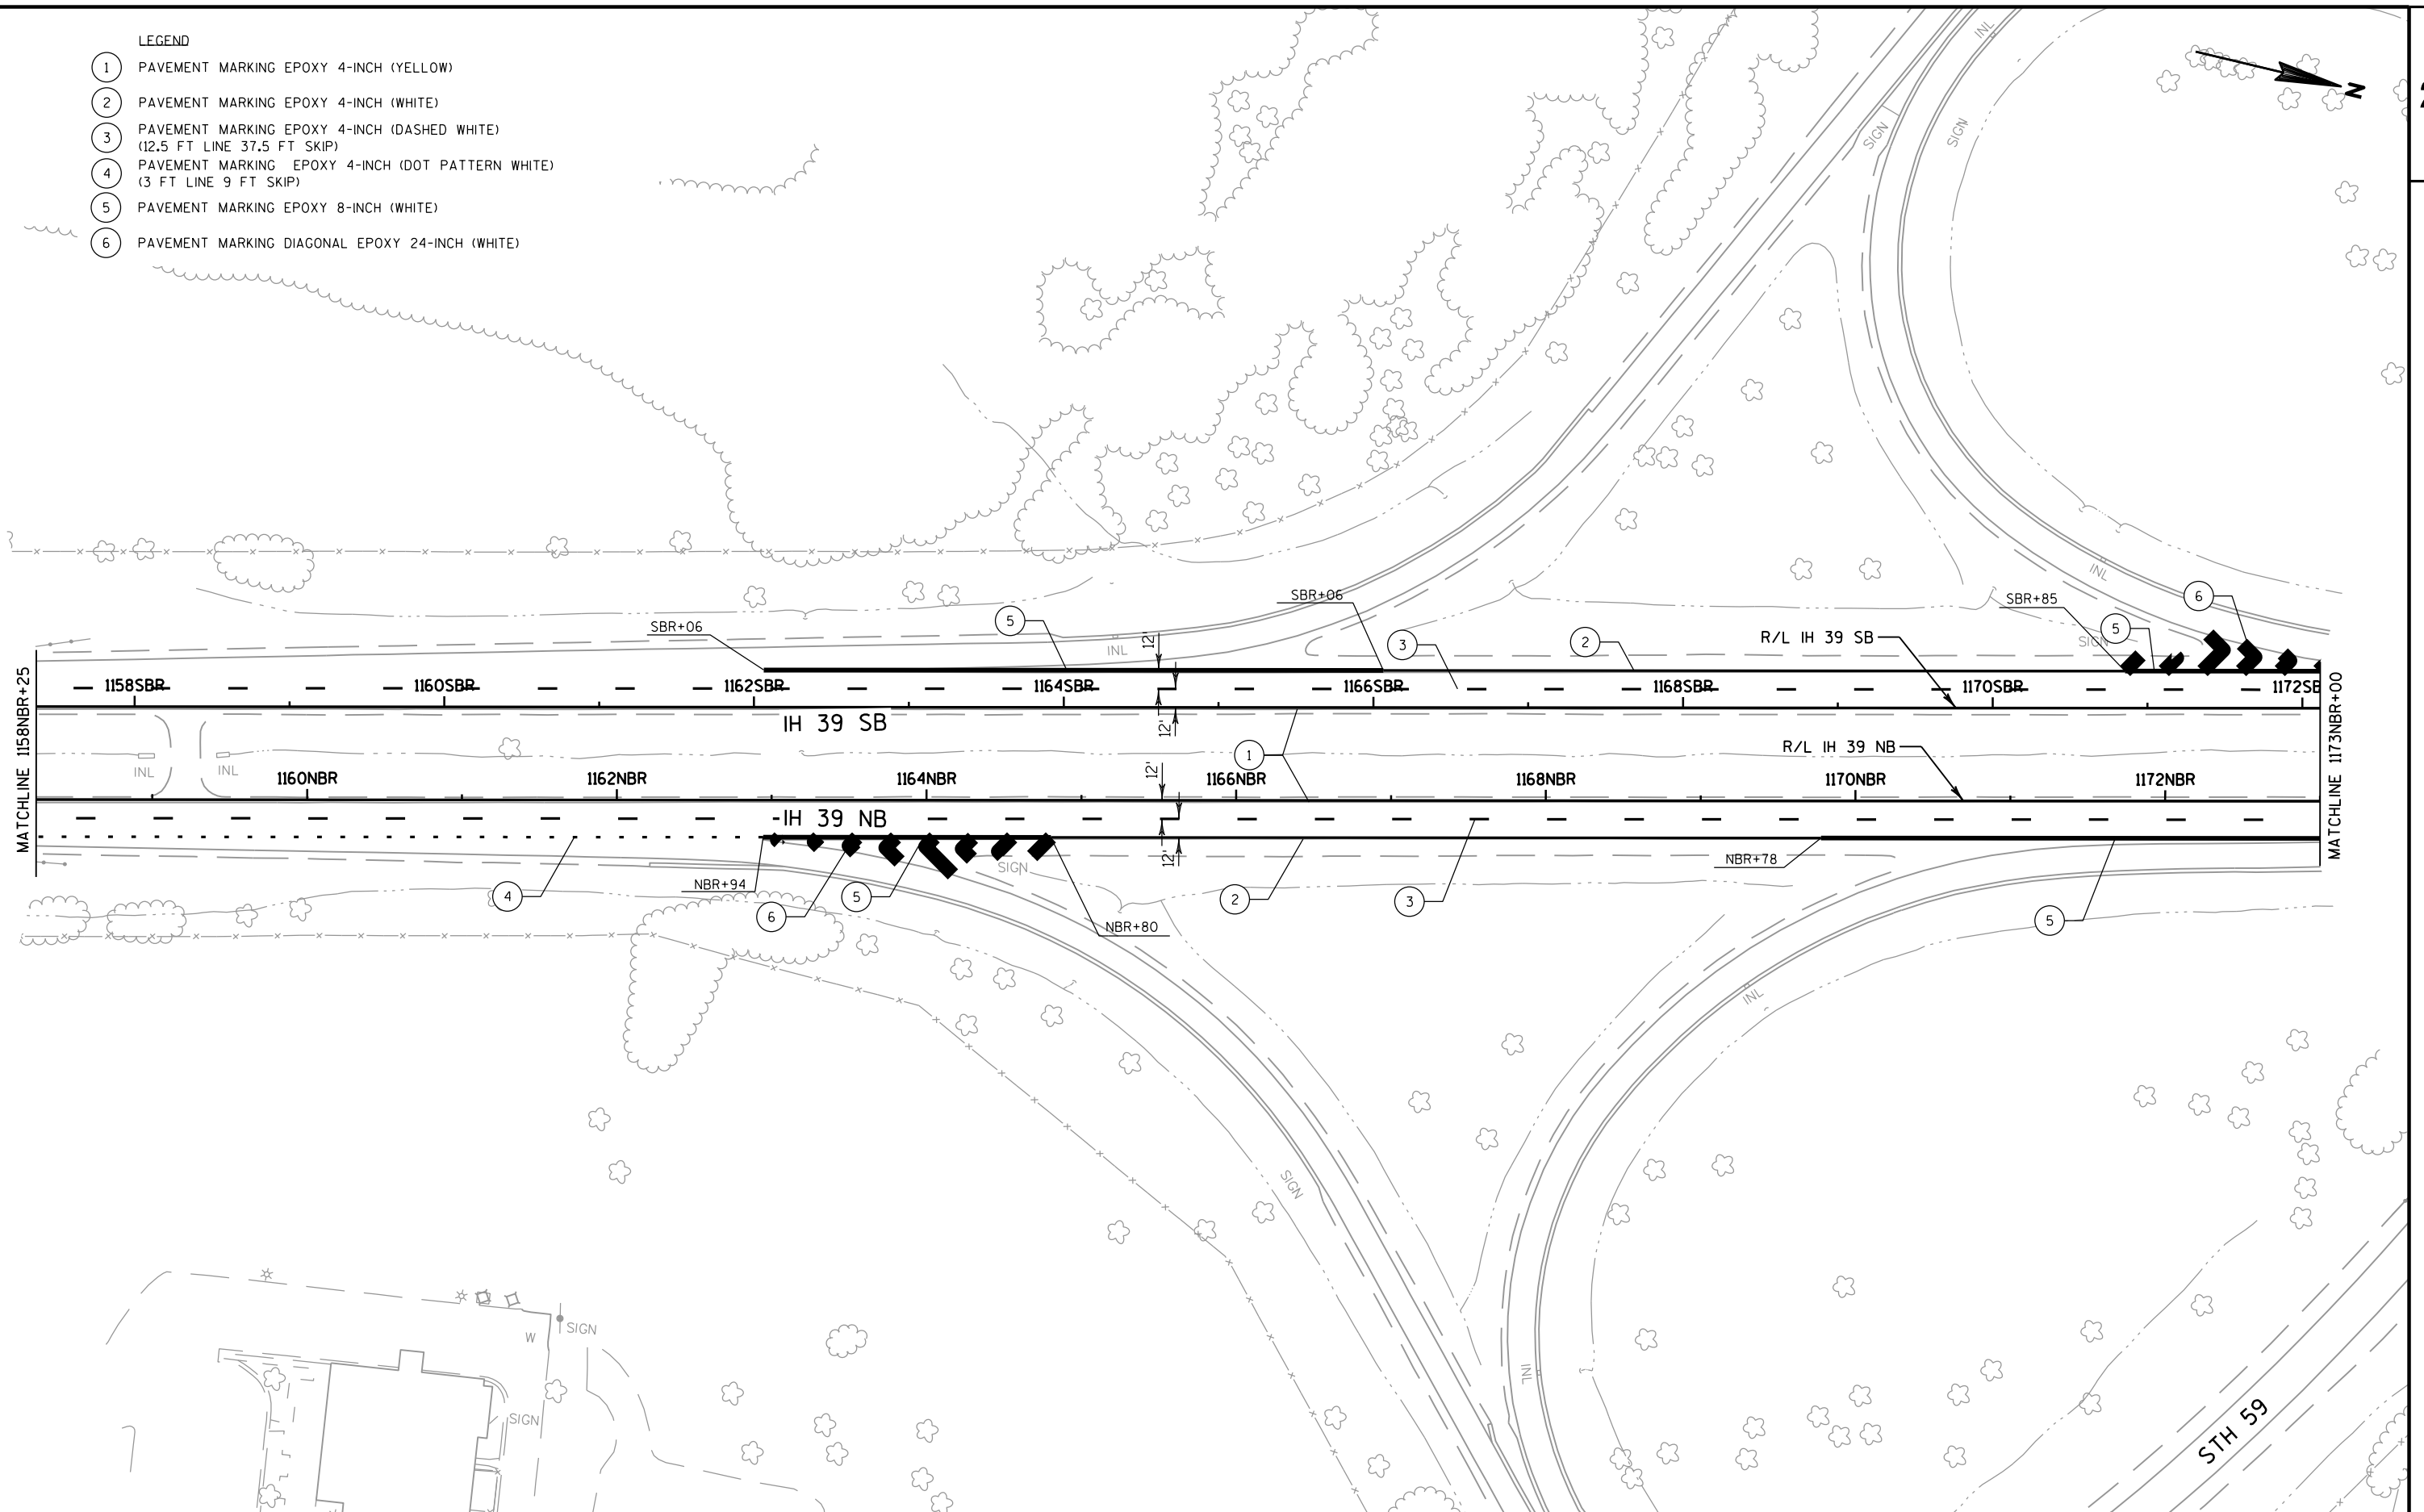 LEGEND
1 PAVEMENT MARKING EPOXY 4-INCH (YELLOW)
2 PAVEMENT MARKING EPOXY 4-INCH (WHITE)
3 PAVEMENT MARKING EPOXY 4-INCH (DASHED WHITE)
(12.5 FT LINE 37.5 FT SKIP)
4 PAVEMENT MARKING EPOXY 4-INCH (DOT PATTERN WHITE)
(3 FT LINE 9 FT SKIP)
5 PAVEMENT MARKING EPOXY 8-INCH (WHITE)
6 PAVEMENT MARKING DIAGONAL EPOXY 24-INCH (WHITE)
INL
SIGN
SIGN
N
INL
SBR+06
SBR+06
SBR+85
6
5
5
SBR+06
3
2
R/L IH 39 SB
SIGN
INL
12'
MATCHLINE 1158NBR+25
1158SBR
1160SBR
1162SBR
1164SBR
1166SBR
1168SBR
1170SBR
1172SB
MATCHLINE 1173NBR+00
IH 39 SB
12'
1
R/L IH 39 NB
INL
INL
12'
1160NBR
1162NBR
1164NBR
1166NBR
1168NBR
1170NBR
1172NBR
IH 39 NB
12'
SIGN
NBR+78
NBR+94
4
6
5
2
3
5
NBR+80
INL
SIGN
SIGN
W
INL
SIGN
STH 59